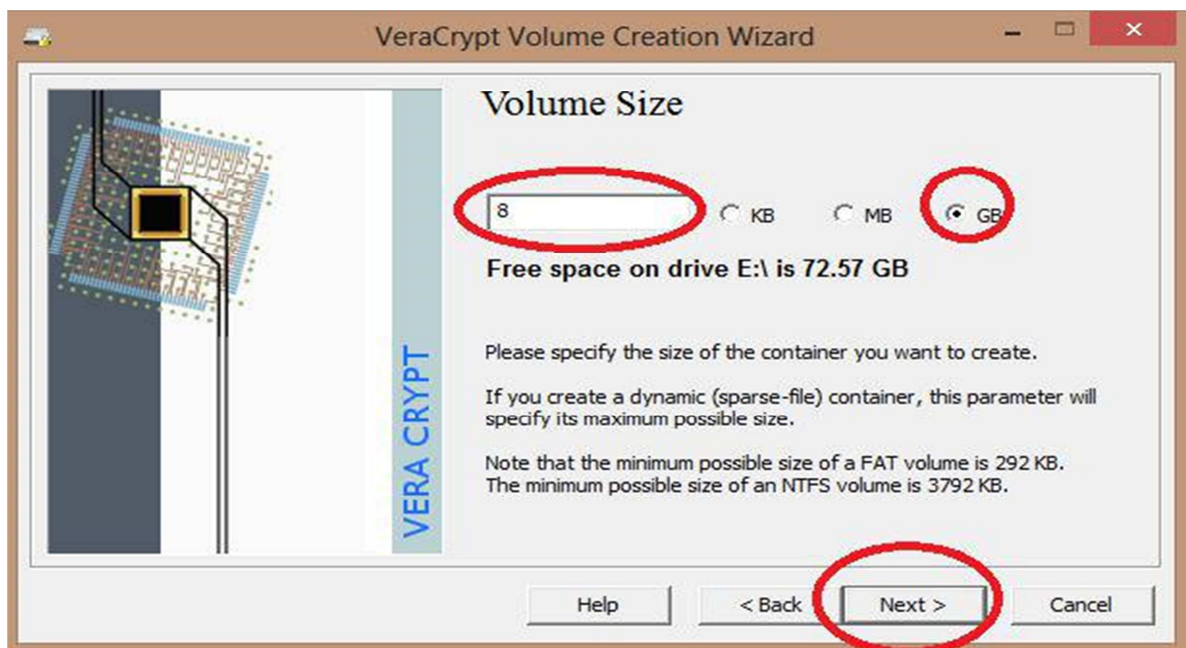 VeraCrypt Volume Creation Wizard
Volume Size
8 KB MB GB
Free space on drive E:\ is 72.57 GB
Please specify the size of the container you want to create.
If you create a dynamic (sparse-file) container, this parameter will
specify its maximum possible size.
Note that the minimum possible size of a FAT volume is 292 KB.
The minimum possible size of an NTFS volume is 3792 KB.
VERA CRYPT
Help < Back Next > Cancel